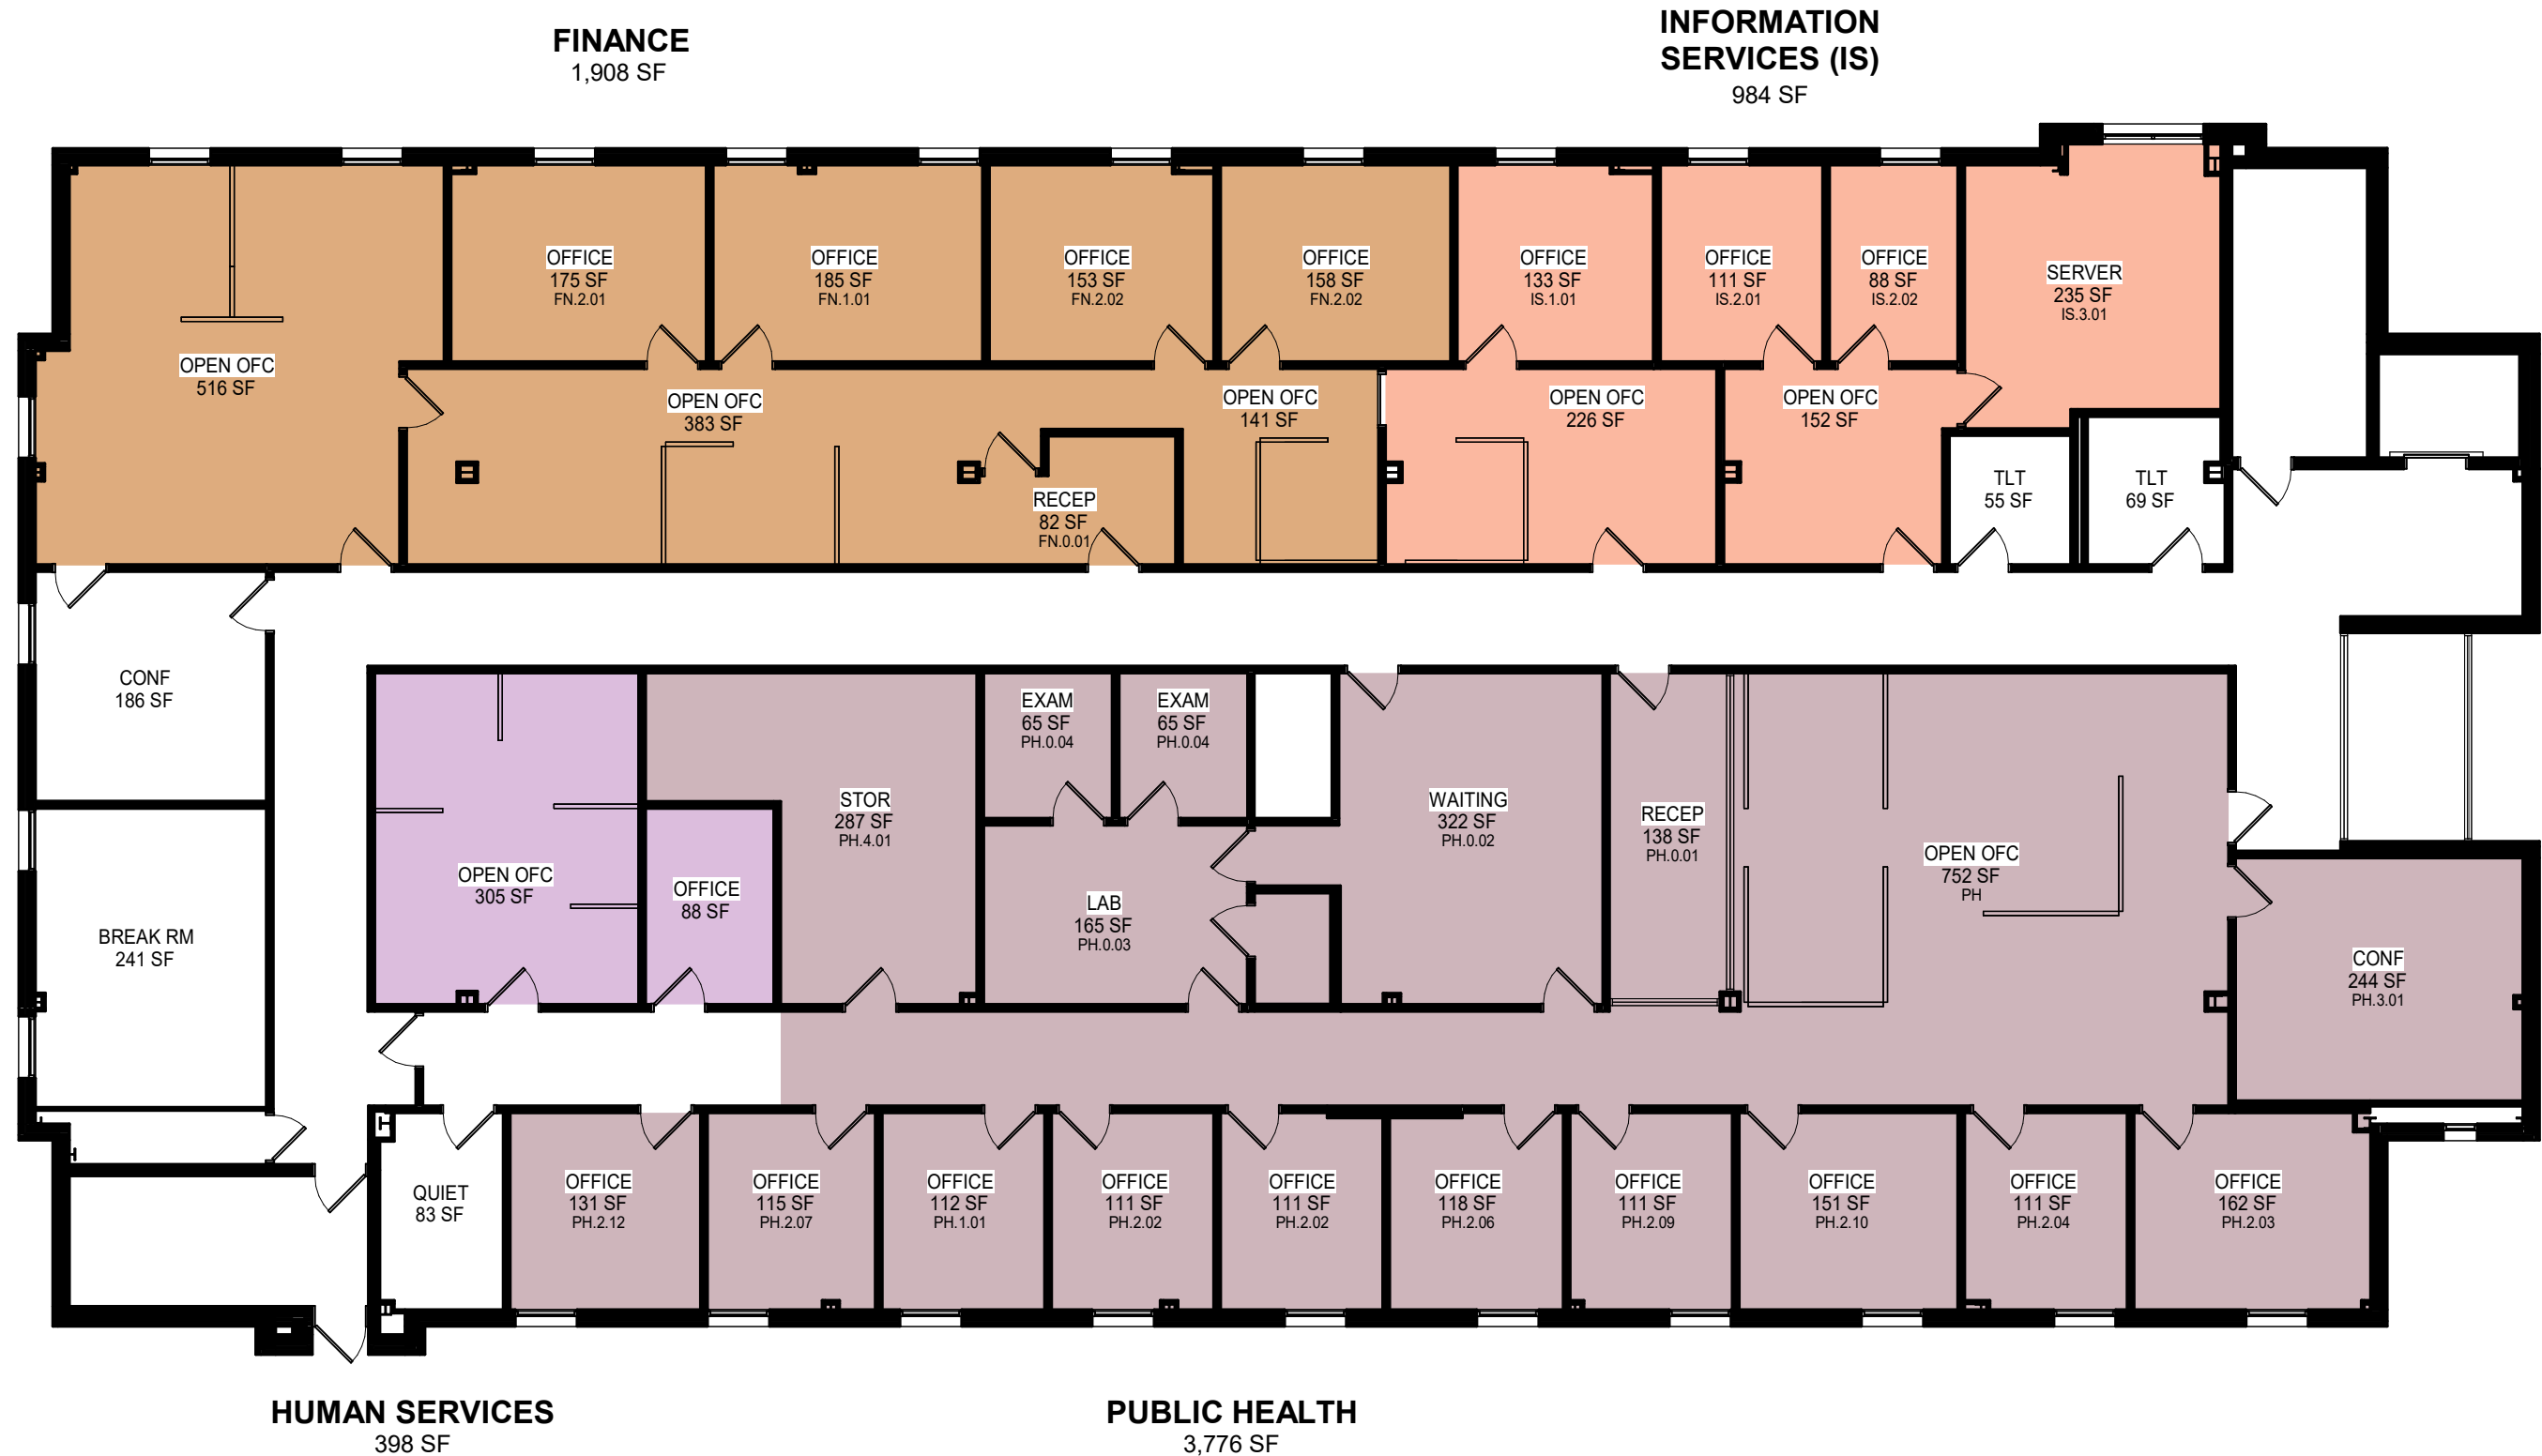 FINANCE
1,908 SF
INFORMATION
SERVICES (IS)
984 SF
OFFICE
175 SF
FN.2.01
OFFICE
185 SF
FN.1.01
OFFICE
153 SF
FN.2.02
OFFICE
158 SF
FN.2.02
OFFICE
133 SF
IS.1.01
OFFICE
111 SF
IS.2.01
OFFICE
88 SF
IS.2.02
SERVER
235 SF
IS.3.01
OPEN OFC
516 SF
OPEN OFC
383 SF
OPEN OFC
141 SF
OPEN OFC
226 SF
OPEN OFC
152 SF
RECEP
82 SF
FN.0.01
TLT
55 SF
TLT
69 SF
CONF
186 SF
EXAM
65 SF
PH.0.04
EXAM
65 SF
PH.0.04
STOR
287 SF
PH.4.01
WAITING
322 SF
PH.0.02
RECEP
138 SF
PH.0.01
OPEN OFC
752 SF
PH
OPEN OFC
305 SF
OFFICE
88 SF
LAB
165 SF
PH.0.03
BREAK RM
241 SF
CONF
244 SF
PH.3.01
QUIET
83 SF
OFFICE
131 SF
PH.2.12
OFFICE
115 SF
PH.2.07
OFFICE
112 SF
PH.1.01
OFFICE
111 SF
PH.2.02
OFFICE
111 SF
PH.2.02
OFFICE
118 SF
PH.2.06
OFFICE
111 SF
PH.2.09
OFFICE
151 SF
PH.2.10
OFFICE
111 SF
PH.2.04
OFFICE
162 SF
PH.2.03
HUMAN SERVICES
398 SF
PUBLIC HEALTH
3,776 SF